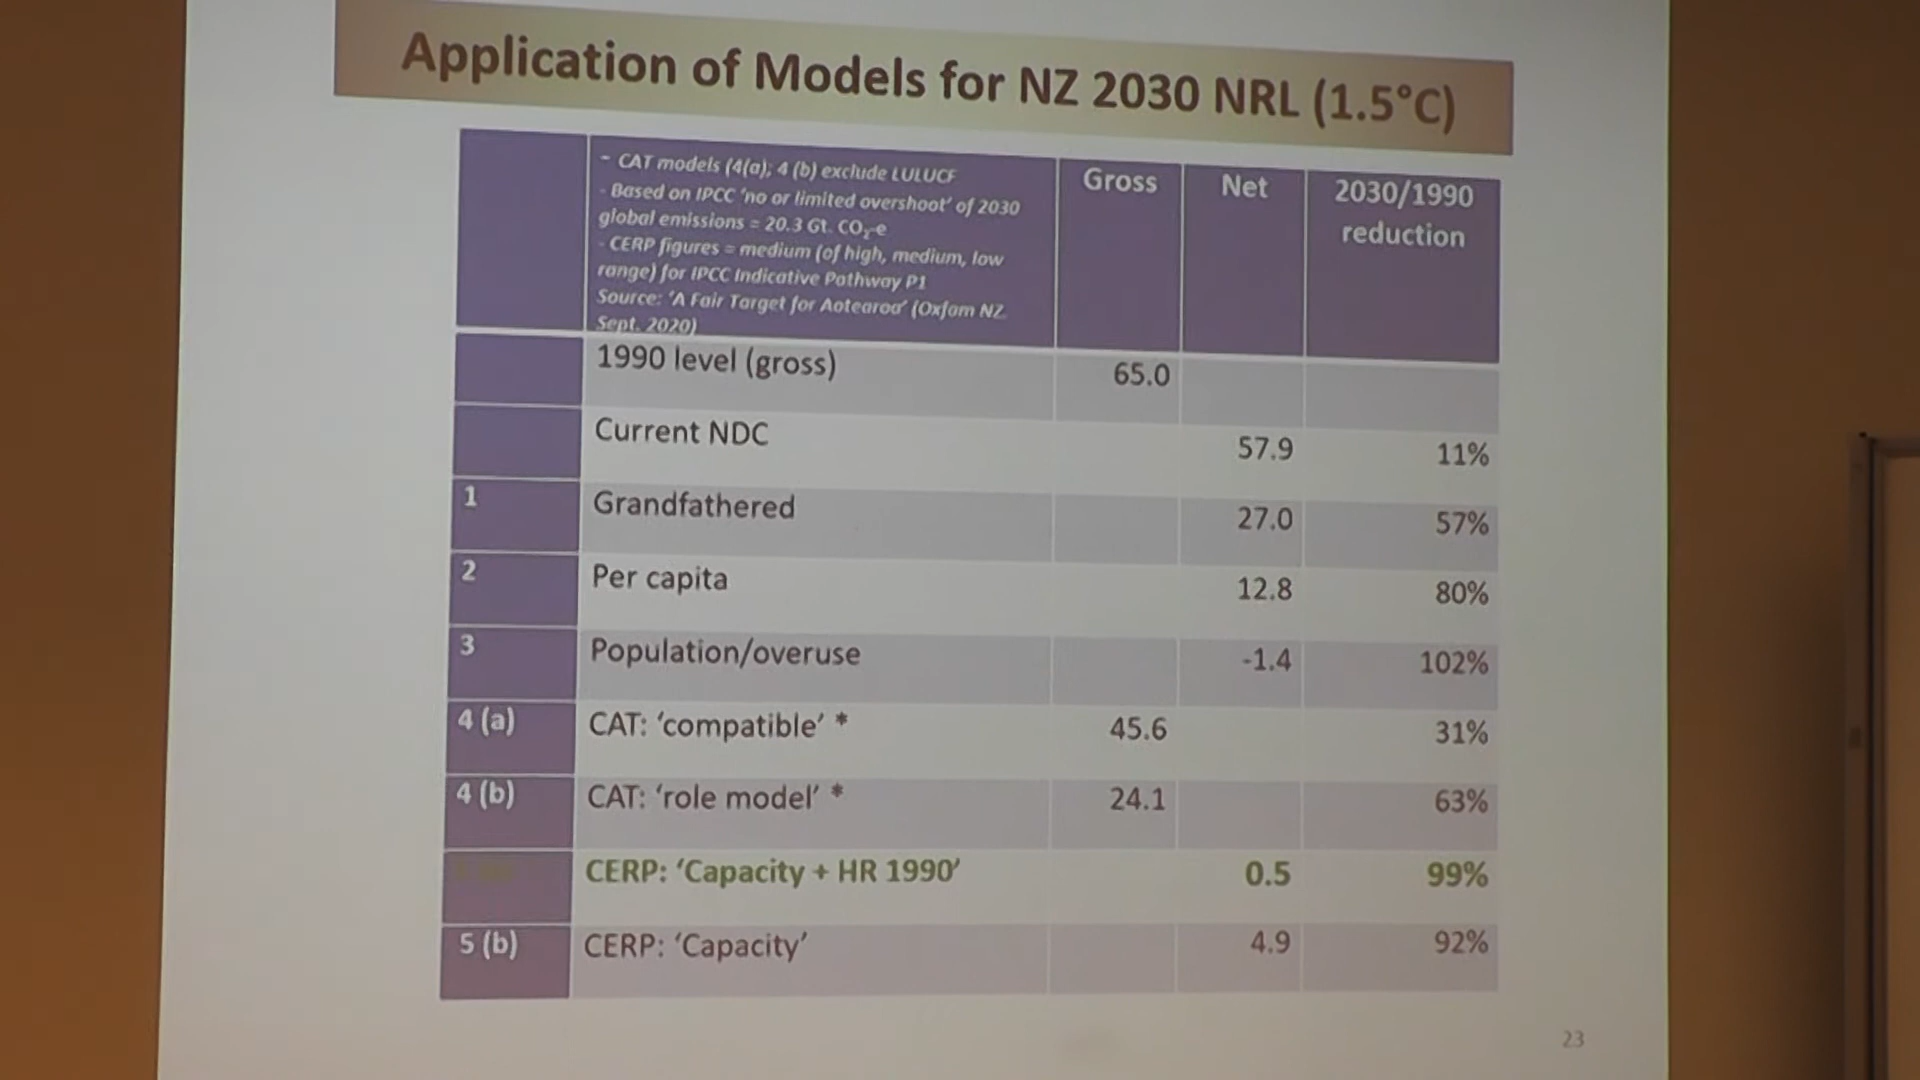 Application of Models for NZ 2030 NRL (1.5°C)
- CAT models (4(a); 4 (b) exclude LULUCF
- Based on IPCC 'no or limited overshoot' of 2030
global emissions = 20.3 Gt. CO₂-e
- CERP figures = medium (of high, medium, low
range) for IPCC Indicative Pathway P1
Source: 'A Fair Target for Aotearoa' (Oxfam NZ
Sept. 2020)
Gross
Net
2030/1990
reduction
1990 level (gross) 65.0
Current NDC 57.9 11%
1 Grandfathered 27.0 57%
2 Per capita 12.8 80%
3 Population/overuse -1.4 102%
4 (a) CAT: 'compatible' * 45.6 31%
4 (b) CAT: 'role model' * 24.1 63%
CERP: 'Capacity + HR 1990' 0.5 99%
5 (b) CERP: 'Capacity' 4.9 92%
23